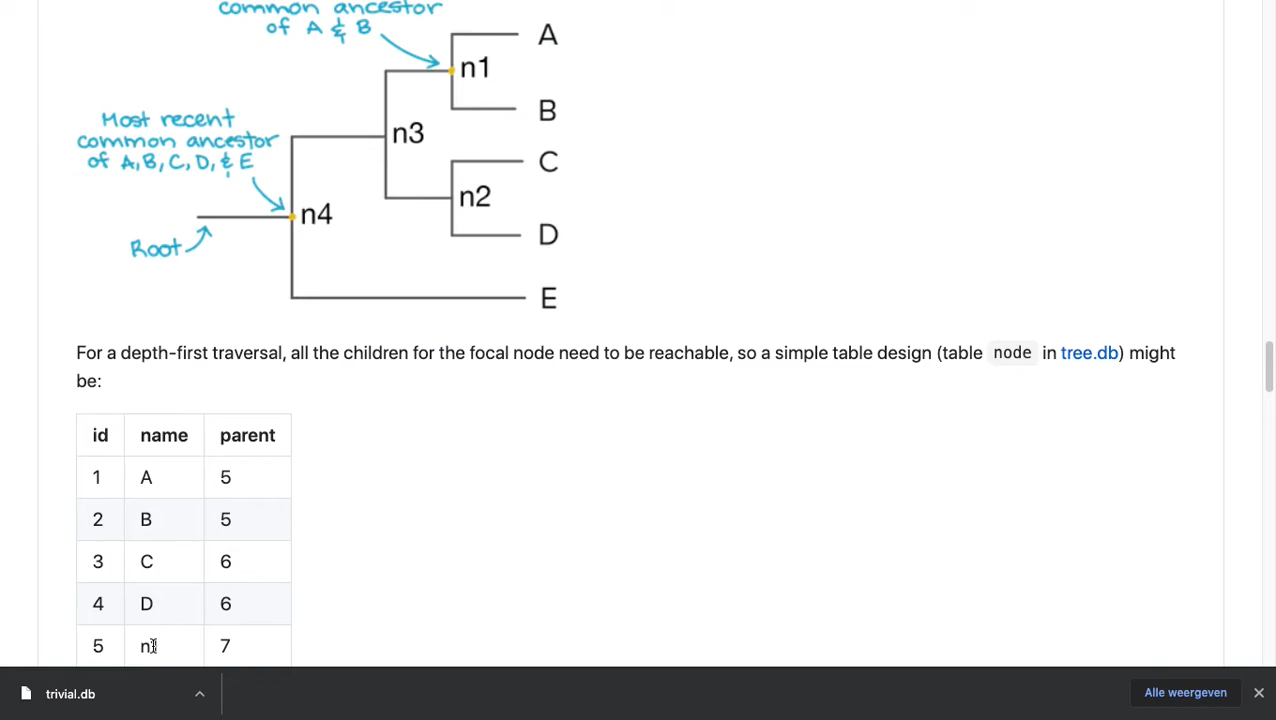 common ancestor
of A & B
A
n1
B
Most recent
common ancestor
of A, B, C, D, & E
n3
C
n2
n4
D
Root
E
For a depth-first traversal, all the children for the focal node need to be reachable, so a simple table design (table node in tree.db) might
be:
id name parent
1 A 5
2 B 5
3 C 6
4 D 6
5 n1 7
trivial.db
Alle weergeven